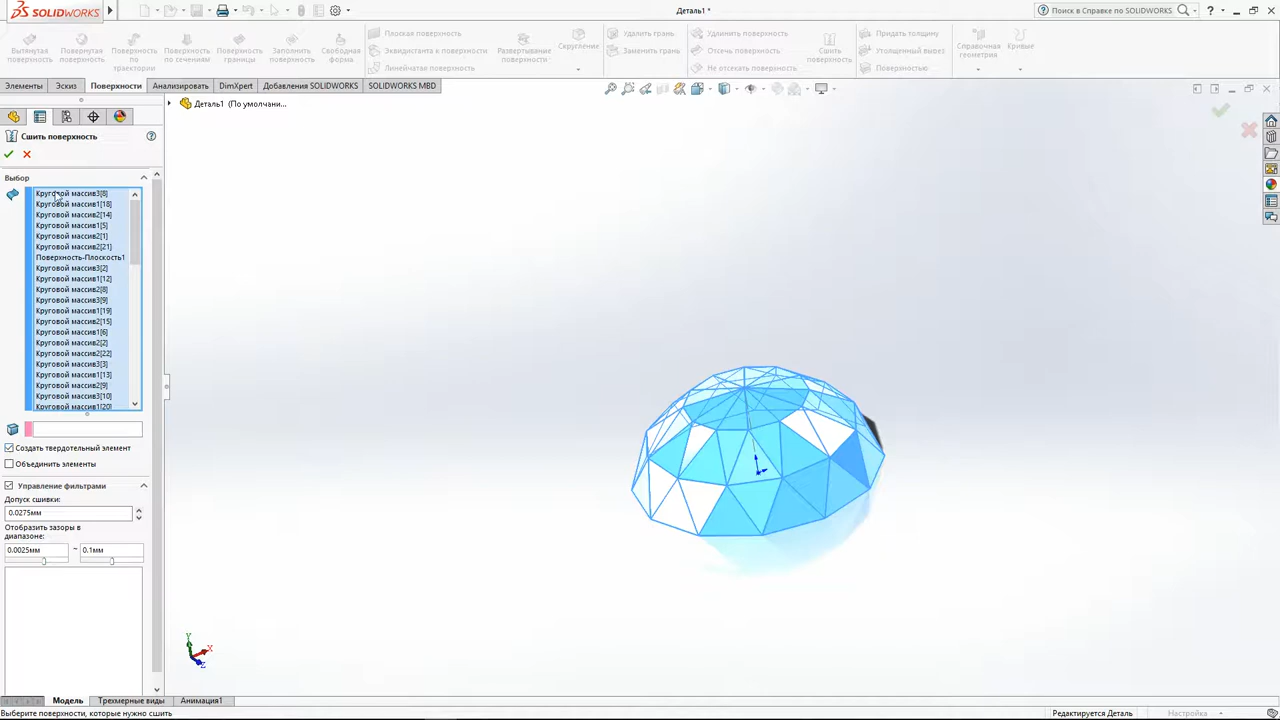 SOLIDWORKS
Деталь1 *
Поиск в Справке по SOLIDWORKS
?
Вытянутая поверхность
Повернутая поверхность
Поверхность по траектории
Поверхность по сечениям
Поверхность границы
Заполнить поверхность
Свободная форма
Плоская поверхность
Эквидистанта к поверхности
Линейчатая поверхность
Развертывание поверхности
Скругление
Удалить грань
Заменить грань
Удлинить поверхность
Отсечь поверхность
Не отсекать поверхность
Сшить поверхность
Придать толщину
Утолщенный вырез
Поверхностью
Справочная геометрия
Кривые
Элементы
Эскиз
Поверхности
Анализировать
DimXpert
Добавления SOLIDWORKS
SOLIDWORKS MBD
Деталь1 (По умолчани...
Сшить поверхность
Выбор
Круговой массив3[8]
Круговой массив1[18]
Круговой массив2[14]
Круговой массив1[5]
Круговой массив2[1]
Круговой массив2[21]
Поверхность-Плоскость1
Круговой массив3[2]
Круговой массив1[12]
Круговой массив2[8]
Круговой массив3[9]
Круговой массив1[19]
Круговой массив2[15]
Круговой массив1[6]
Круговой массив2[2]
Круговой массив2[22]
Круговой массив3[3]
Круговой массив1[13]
Круговой массив2[9]
Круговой массив3[10]
Круговой массив1[20]
Создать твердотельный элемент
Объединить элементы
Управление фильтрами
Допуск сшивки:
0.0275мм
Отобразить зазоры в
диапазоне:
0.0025мм ~ 0.1мм
Y
X
Z
Модель
Трехмерные виды
Анимация1
Выберите поверхности, которые нужно сшить
Редактируется Деталь
Настройка